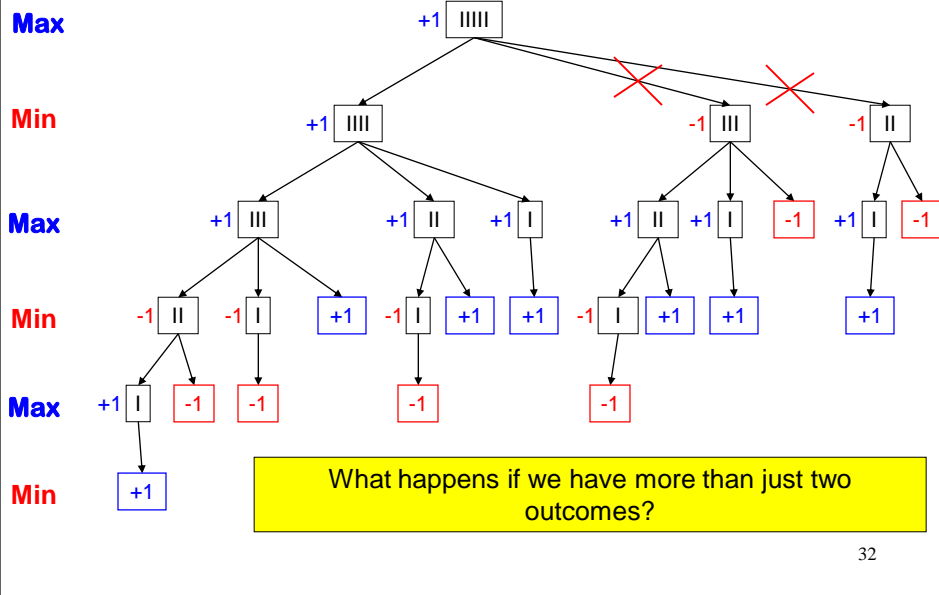 Max +1 IIIII
Min +1 IIII -1 III -1 II
Max +1 III +1 II +1 I +1 II +1 I -1 +1 I -1
Min -1 II -1 I +1 -1 I +1 +1 -1 I +1 +1 +1
Max +1 I -1 -1 -1 -1
Min +1
What happens if we have more than just two
outcomes?
32